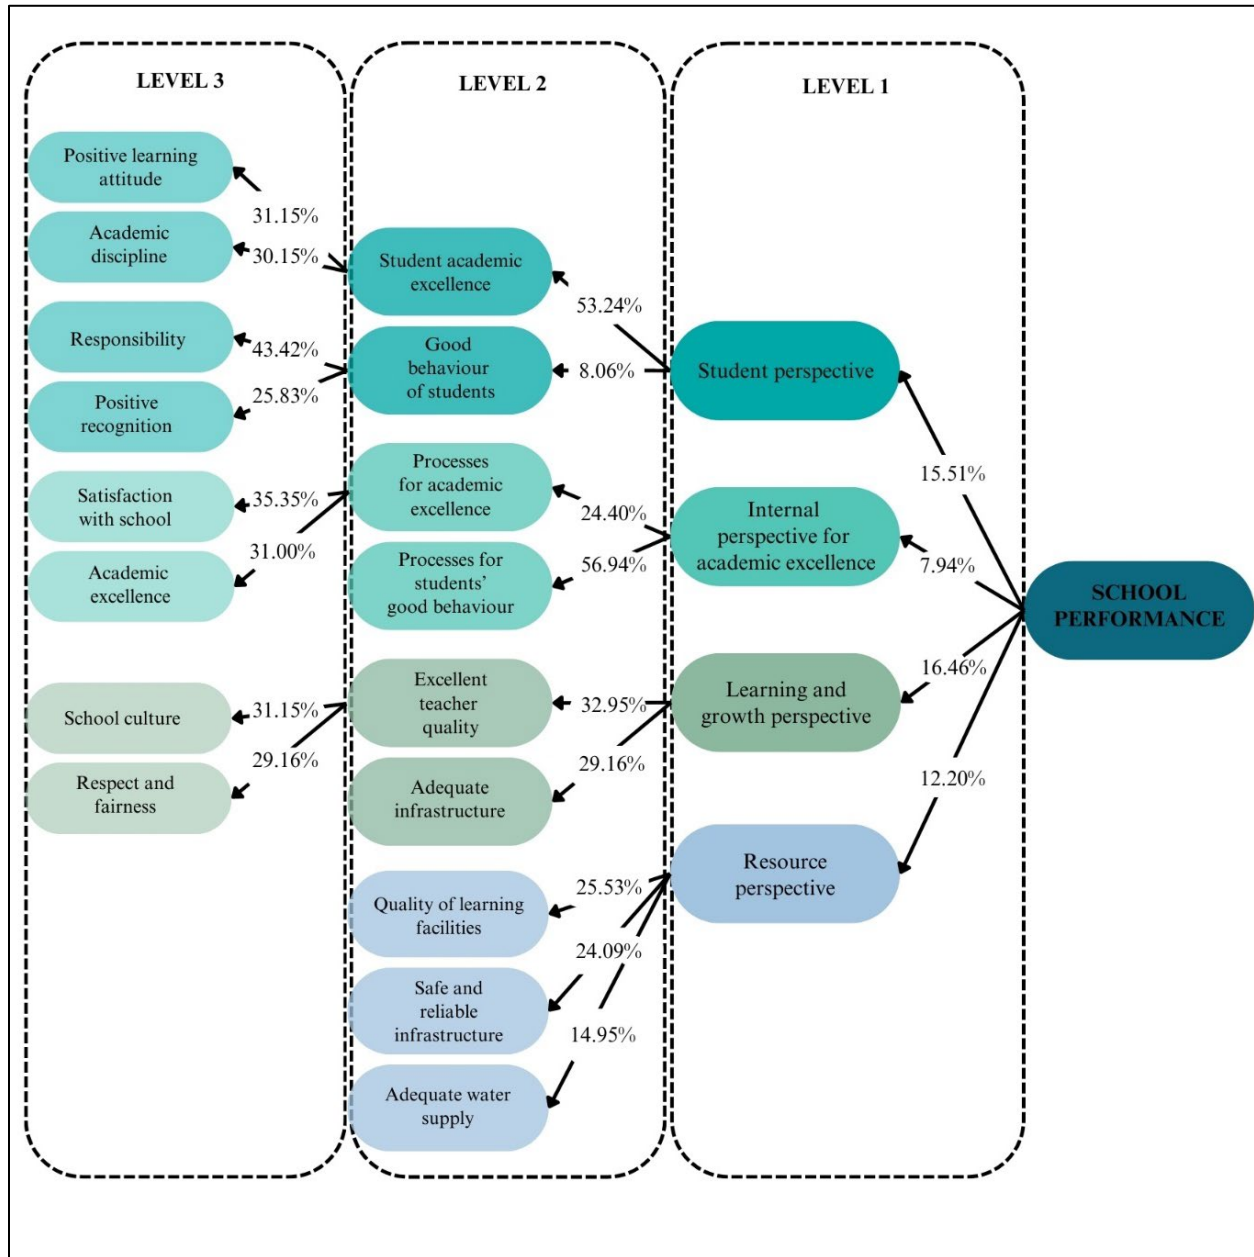 LEVEL 3
Positive learning
attitude
31.15%
Academic
discipline
30.15%
Responsibility
43.42%
Positive
recognition
25.83%
Satisfaction
with school
35.35%
Academic
excellence
31.00%
School culture
31.15%
Respect and
fairness
29.16%
LEVEL 2
Student academic
excellence
53.24%
Good
behaviour
of students
8.06%
Processes
for academic
excellence
24.40%
Processes for
students’
good behaviour
56.94%
Excellent
teacher
quality
32.95%
Adequate
infrastructure
29.16%
Quality of learning
facilities
25.53%
Safe and
reliable
infrastructure
24.09%
Adequate water
supply
14.95%
LEVEL 1
Student perspective
15.51%
Internal
perspective for
academic excellence
7.94%
Learning and
growth perspective
16.46%
Resource
perspective
12.20%
SCHOOL
PERFORMANCE